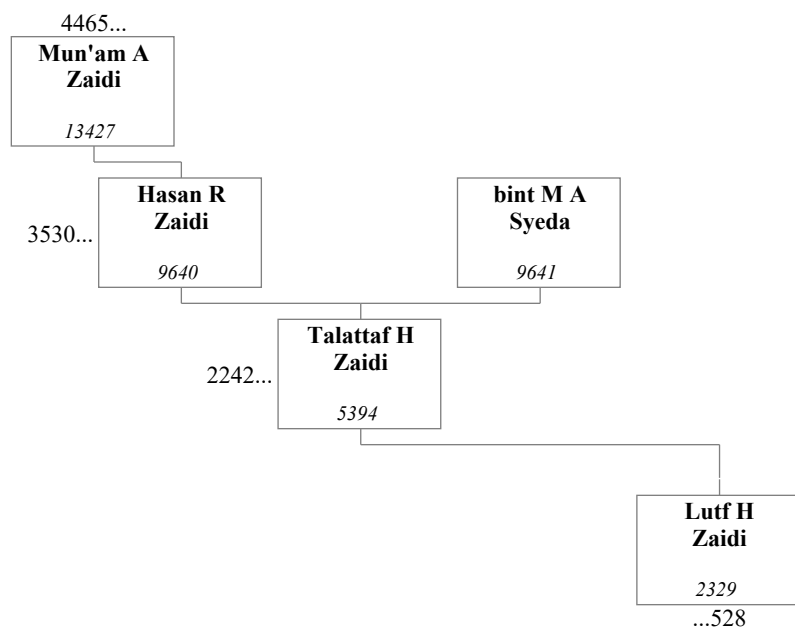 4465...
Mun'am A
Zaidi
13427
Hasan R
Zaidi
3530...
9640
bint M A
Syeda
9641
Talattaf H
Zaidi
2242...
5394
Lutf H
Zaidi
2329
...528